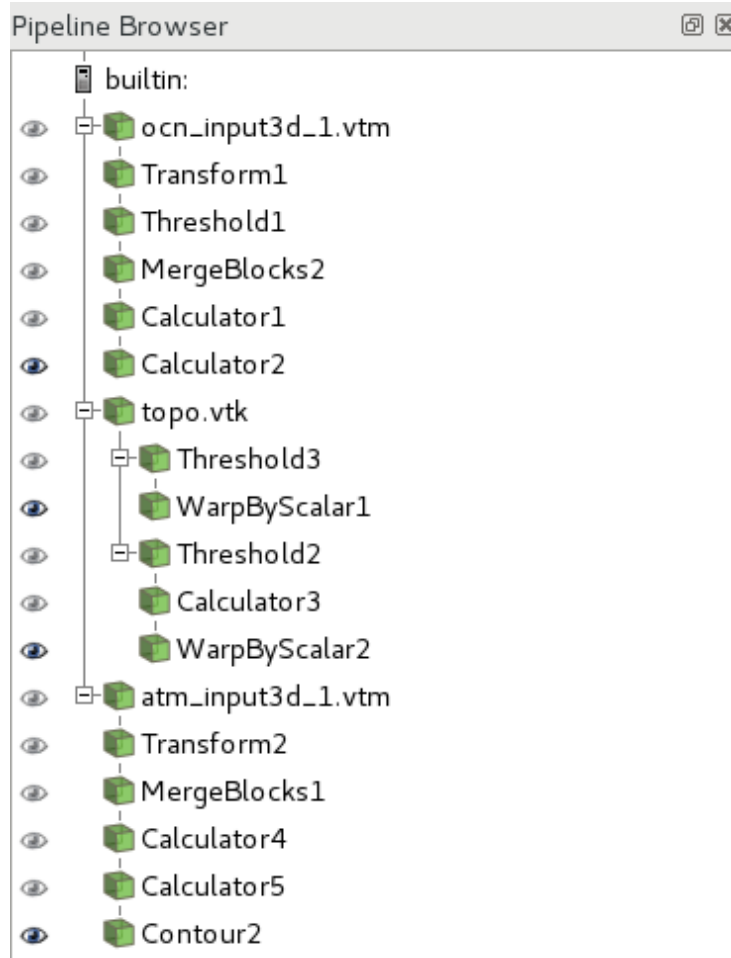 Pipeline Browser
builtin:
ocn_input3d_1.vtm
Transform1
Threshold1
MergeBlocks2
Calculator1
Calculator2
topo.vtk
Threshold3
WarpByScalar1
Threshold2
Calculator3
WarpByScalar2
atm_input3d_1.vtm
Transform2
MergeBlocks1
Calculator4
Calculator5
Contour2